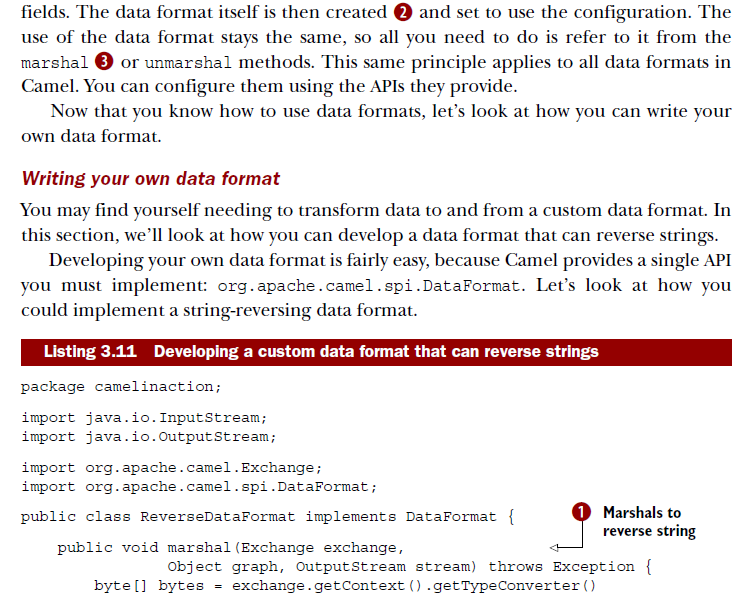 fields. The data format itself is then created 2 and set to use the configuration. The
use of the data format stays the same, so all you need to do is refer to it from the
marshal 3 or unmarshal methods. This same principle applies to all data formats in
Camel. You can configure them using the APIs they provide.
Now that you know how to use data formats, let's look at how you can write your
own data format.
Writing your own data format
You may find yourself needing to transform data to and from a custom data format. In
this section, we'll look at how you can develop a data format that can reverse strings.
Developing your own data format is fairly easy, because Camel provides a single API
you must implement: org.apache.camel.spi.DataFormat. Let's look at how you
could implement a string-reversing data format.
Listing 3.11 Developing a custom data format that can reverse strings
package camelinaction;
import java.io.InputStream;
import java.io.OutputStream;
import org.apache.camel.Exchange;
import org.apache.camel.spi.DataFormat;
public class ReverseDataFormat implements DataFormat {
1 Marshals to
reverse string
public void marshal(Exchange exchange,
Object graph, OutputStream stream) throws Exception {
byte[] bytes = exchange.getContext().getTypeConverter()